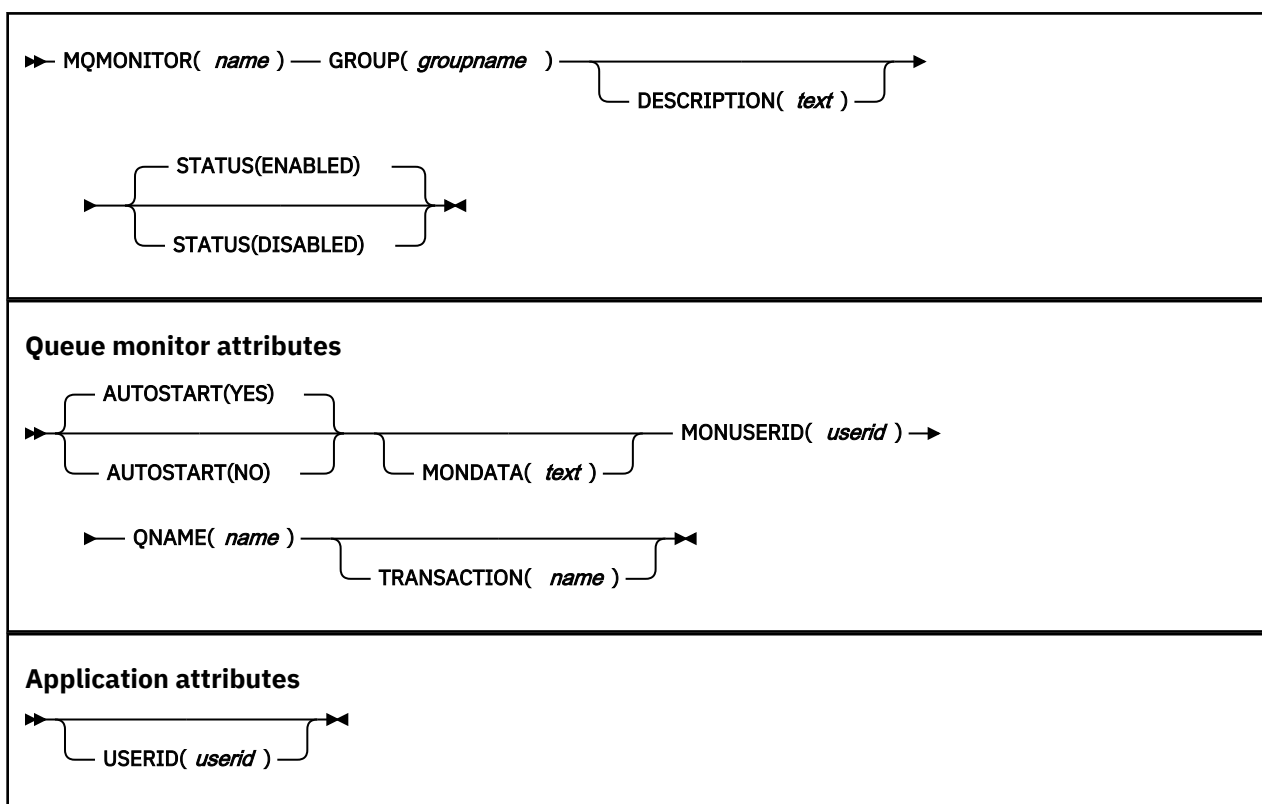 MQMONITOR( name ) GROUP( groupname )
DESCRIPTION( text )
STATUS(ENABLED)
STATUS(DISABLED)
Queue monitor attributes
AUTOSTART(YES)
MONUSERID( userid )
AUTOSTART(NO) MONDATA( text )
QNAME( name )
TRANSACTION( name )
Application attributes
USERID( userid )